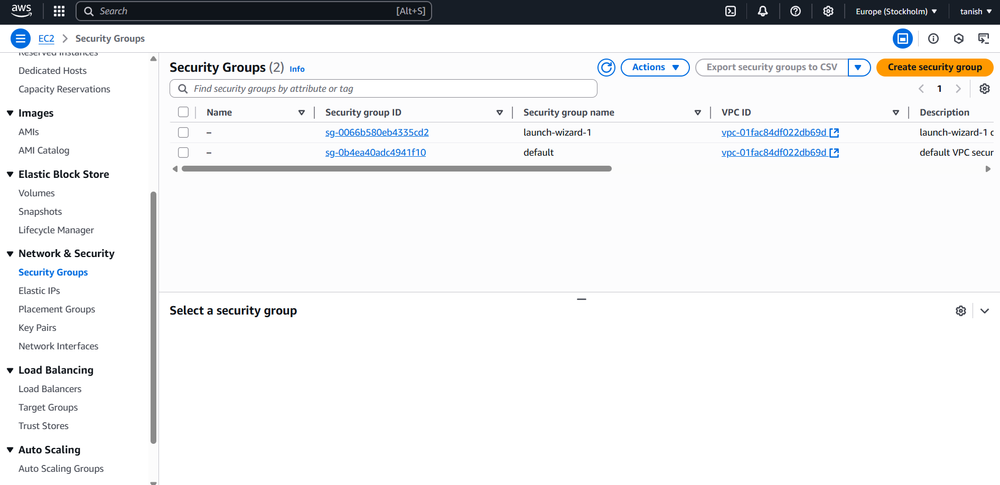 aws
Search [Alt+S]
Europe (Stockholm)
tanish
EC2
Security Groups
Reserved Instances
Dedicated Hosts
Capacity Reservations
Images
AMIs
AMI Catalog
Elastic Block Store
Volumes
Snapshots
Lifecycle Manager
Network & Security
Security Groups
Elastic IPs
Placement Groups
Key Pairs
Network Interfaces
Load Balancing
Load Balancers
Target Groups
Trust Stores
Auto Scaling
Auto Scaling Groups
Security Groups (2) Info
Actions
Export security groups to CSV
Create security group
Find security groups by attribute or tag
1
Name Security group ID Security group name VPC ID Description
– sg-0066b580eb4335cd2 launch-wizard-1 vpc-01fac84df022db69d launch-wizard-1 c
– sg-0b4ea40adc4941f10 default vpc-01fac84df022db69d default VPC secur
Select a security group